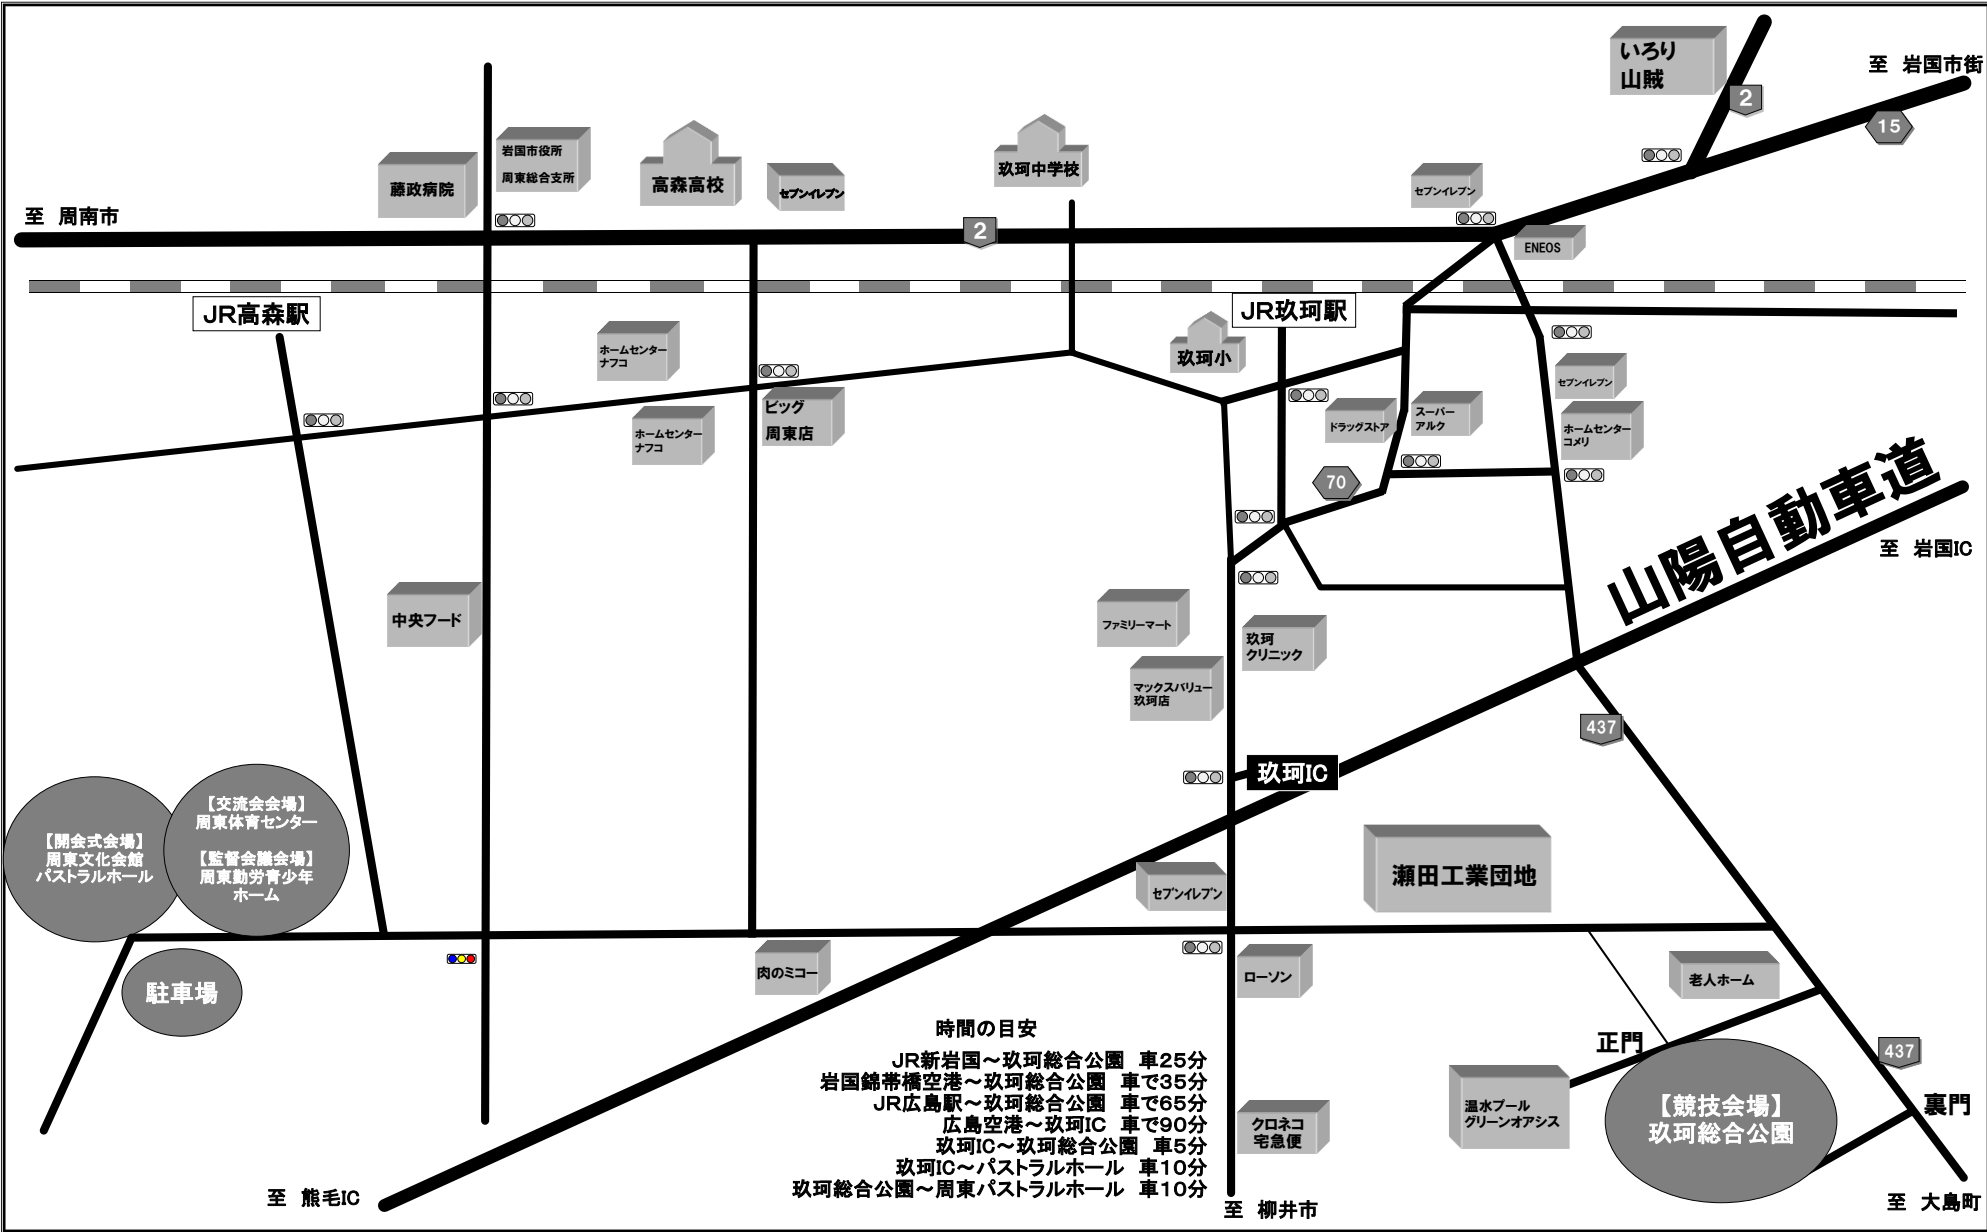 いろり
山賊
至　岩国市街
2
15
岩国市役所
周東総合支所
藤政病院
高森高校
セブンイレブン
玖珂中学校
セブンイレブン
至　周南市
2
ENEOS
JR高森駅
JR玖珂駅
ホームセンター
ナフコ
玖珂小
セブンイレブン
ビッグ
周東店
ホームセンター
ナフコ
ドラッグストア
スーパー
アルク
ホームセンター
コメリ
70
山陽自動車道
至　岩国IC
中央フード
ファミリーマート
玖珂
クリニック
マックスバリュー
玖珂店
437
玖珂IC
【開会式会場】
周東文化会館
パストラルホール
【交流会会場】
周東体育センター
【監督会議会場】
周東勤労青少年
ホーム
セブンイレブン
瀬田工業団地
駐車場
肉のミコー
ローソン
老人ホーム
正門
437
時間の目安
JR新岩国～玖珂総合公園　車25分
岩国錦帯橋空港～玖珂総合公園　車で35分
JR広島駅～玖珂総合公園　車で65分
広島空港～玖珂IC　車で90分
玖珂IC～玖珂総合公園　車5分
玖珂IC～パストラルホール　車10分
玖珂総合公園～周東パストラルホール　車10分
クロネコ
宅急便
温水プール
グリーンオアシス
【競技会場】
玖珂総合公園
裏門
至　熊毛IC
至　柳井市
至　大島町